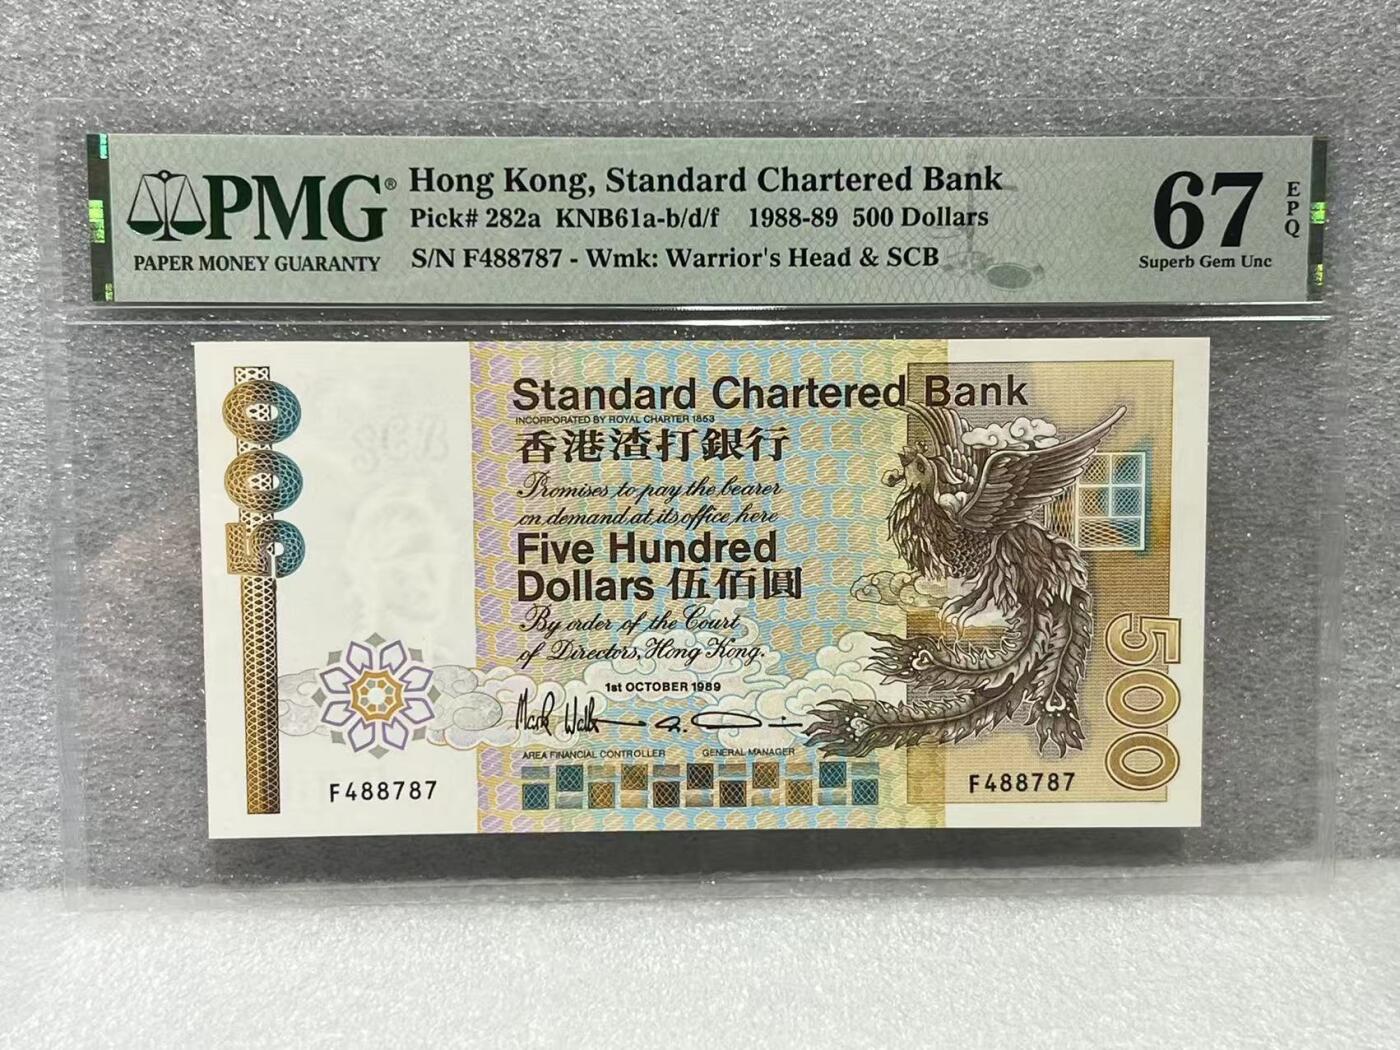 PMG®
PAPER MONEY GUARANTY
Hong Kong, Standard Chartered Bank
Pick# 282a KNB61a-b/d/f 1988-89 500 Dollars
S/N F488787 - Wmk: Warrior's Head & SCB
67
EPQ
Superb Gem Unc
500
Standard Chartered Bank
INCORPORATED BY ROYAL CHARTER 1853
香港渣打銀行
Promises to pay the bearer
on demand at its office here
Five Hundred
Dollars 伍佰圓
By order of the Court
of Directors, Hong Kong.
1st OCTOBER 1989
AREA FINANCIAL CONTROLLER GENERAL MANAGER
F488787
F488787
500